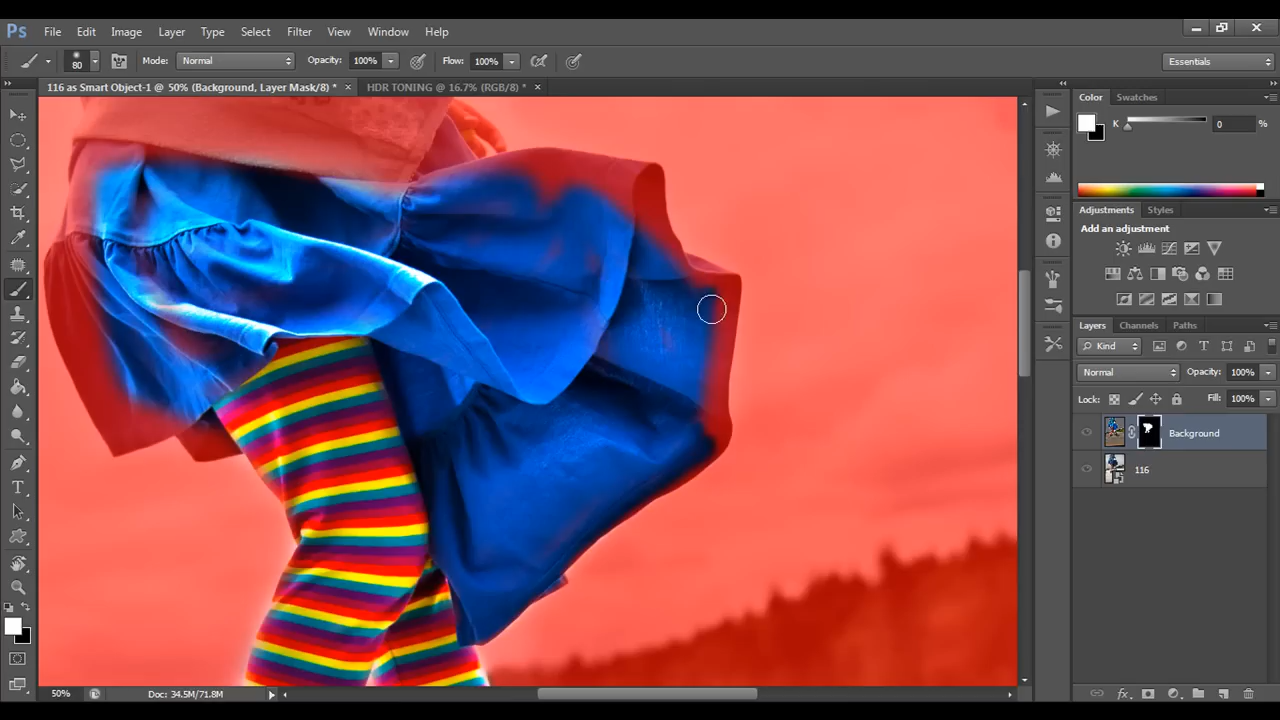 Ps File Edit Image Layer Type Select Filter View Window Help
80 Mode: Normal Opacity: 100% Flow: 100% Essentials
116 as Smart Object-1 @ 50% (Background, Layer Mask/8) * × HDR TONING @ 16.7% (RGB/8) * ×
Color Swatches
K 0 %
Adjustments Styles
Add an adjustment
Layers Channels Paths
Kind
Normal Opacity: 100%
Lock: Fill: 100%
Background
116
50% Doc: 34.5M/71.8M